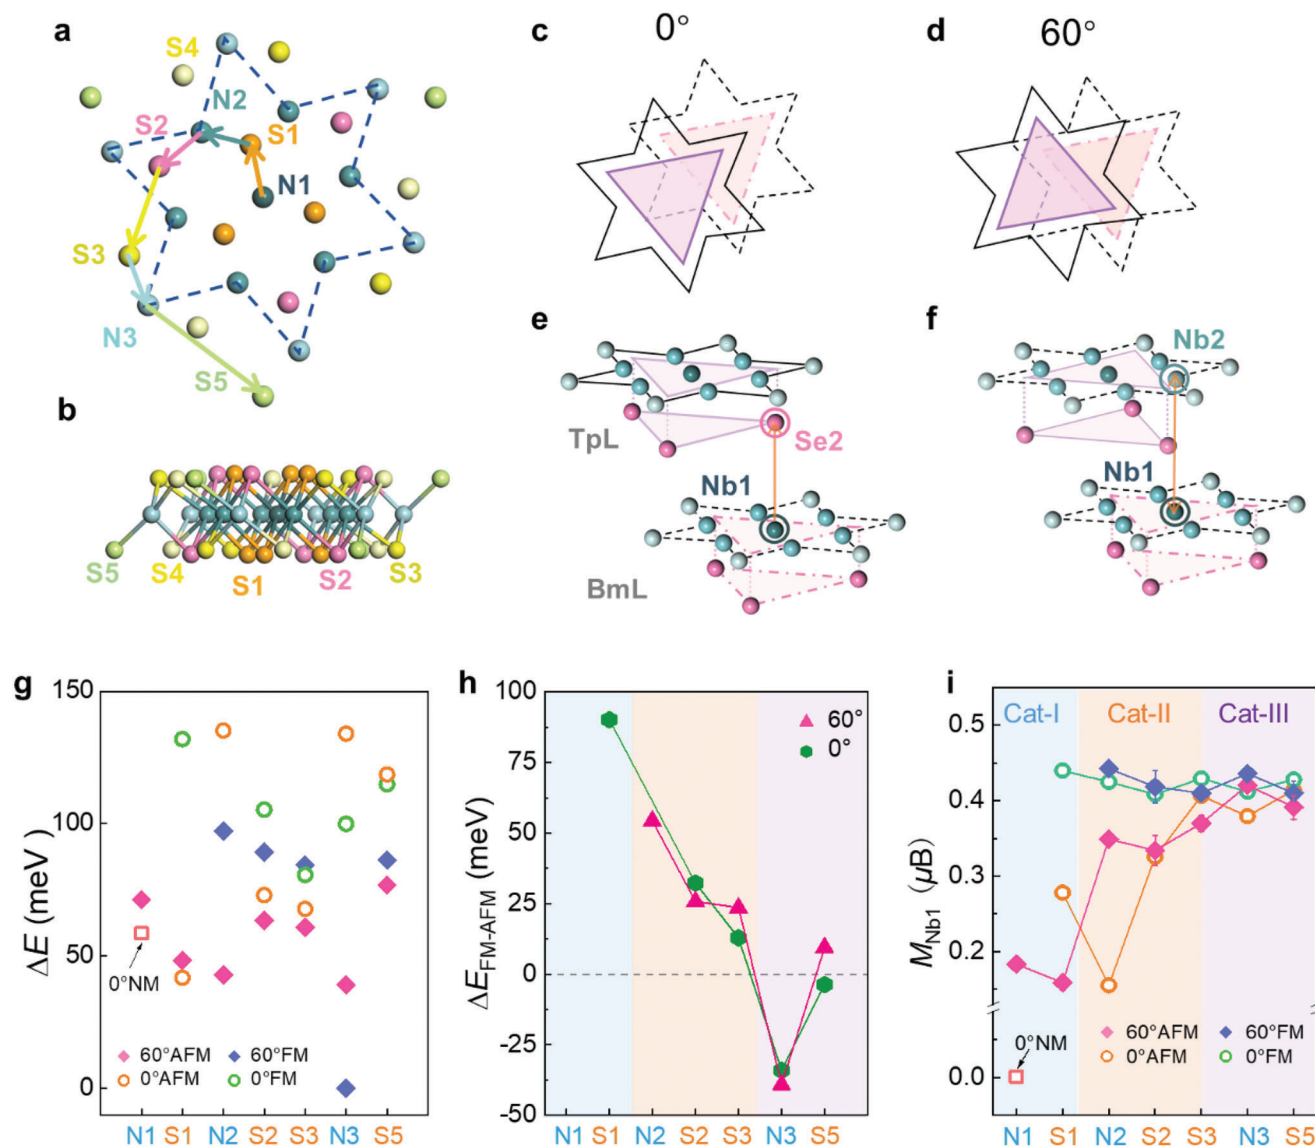 a
S4
N2
S2
S1
N1
S3
N3
S5
b
S5 S4 S1 S2 S3
c
0°
d
60°
e
TpL
Se2
Nb1
BmL
f
Nb2
Nb1
g
150
100
50
0
ΔE (meV)
0°NM
60°AFM 60°FM
0°AFM 0°FM
N1 S1 N2 S2 S3 N3 S5
h
100
75
50
25
0
-25
-50
ΔE FM-AFM (meV)
60°
0°
N1 S1 N2 S2 S3 N3 S5
i
Cat-I Cat-II Cat-III
0.5
0.4
0.2
0.0
M Nb1 (μB)
0°NM
60°AFM 60°FM
0°AFM 0°FM
N1 S1 N2 S2 S3 N3 S5